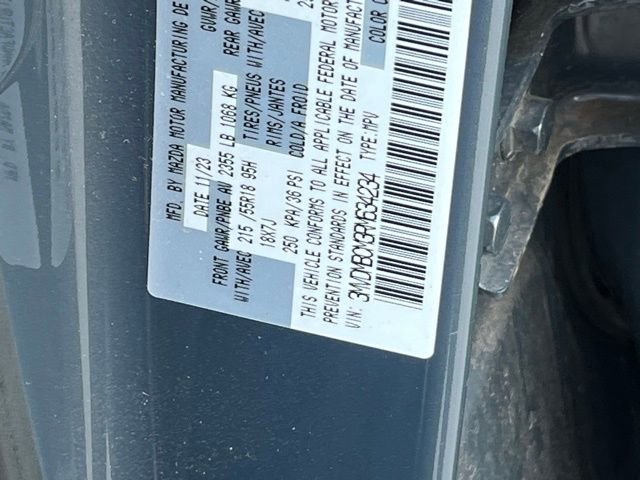 MFD. BY MAZDA MOTOR MANUFACTURING DE
DATE 11/23 GVWR/
FRONT GAWR/PNBE AV 2355 LB 1068 KG REAR GAWR
WITH/AVEC 215 /55R18 95H TIRES/PNEUS WITH/AVEC
18X7J RIMS/JANTES
250 KPA/36 PSI COLD/A FROID
THIS VEHICLE CONFORMS TO ALL APPLICABLE FEDERAL MOTOR
PREVENTION STANDARDS IN EFFECT ON THE DATE OF MANUFACT
VIN: 3MVDMBCM3RM634234 TYPE:MPV COLOR C